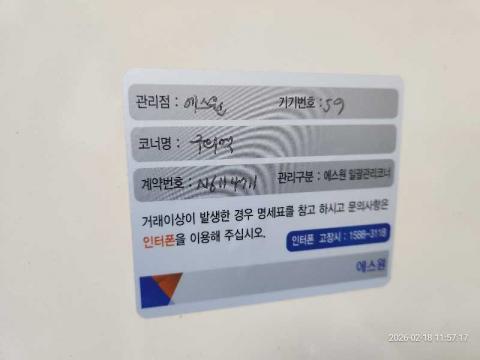 관리점 : 에스원 기기번호 : 59
코너명 : 구의역
계약번호 : N6114711 관리구분 : 에스원 일괄관리코너
거래이상이 발생한 경우 명세표를 참고 하시고 문의사항은
인터폰을 이용해 주십시오.
인터폰 고장시 : 1588-3118
에스원
2026-02-18 11:57:17